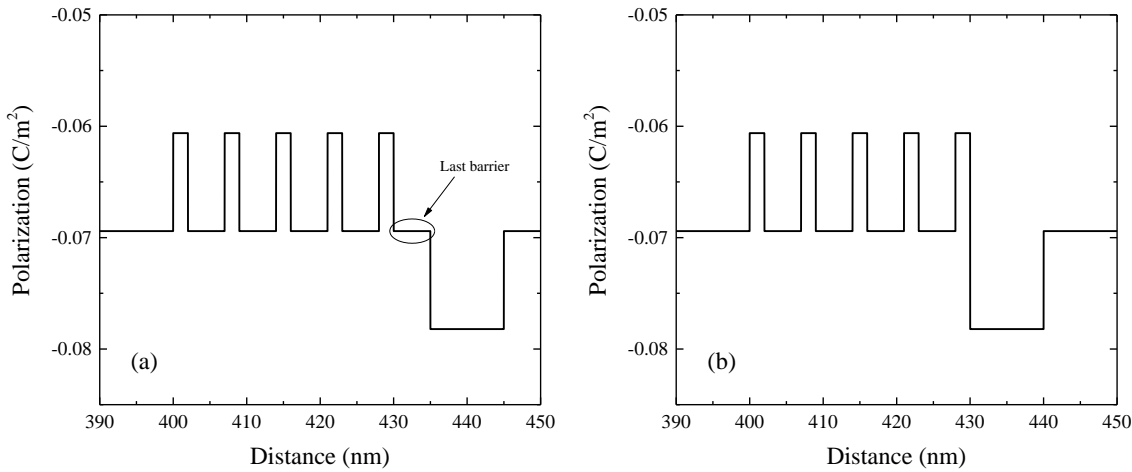 -0.05
-0.06
-0.07
-0.08
Polarization (C/m²)
Last barrier
(a)
390 400 410 420 430 440 450
Distance (nm)
-0.05
-0.06
-0.07
-0.08
Polarization (C/m²)
(b)
390 400 410 420 430 440 450
Distance (nm)